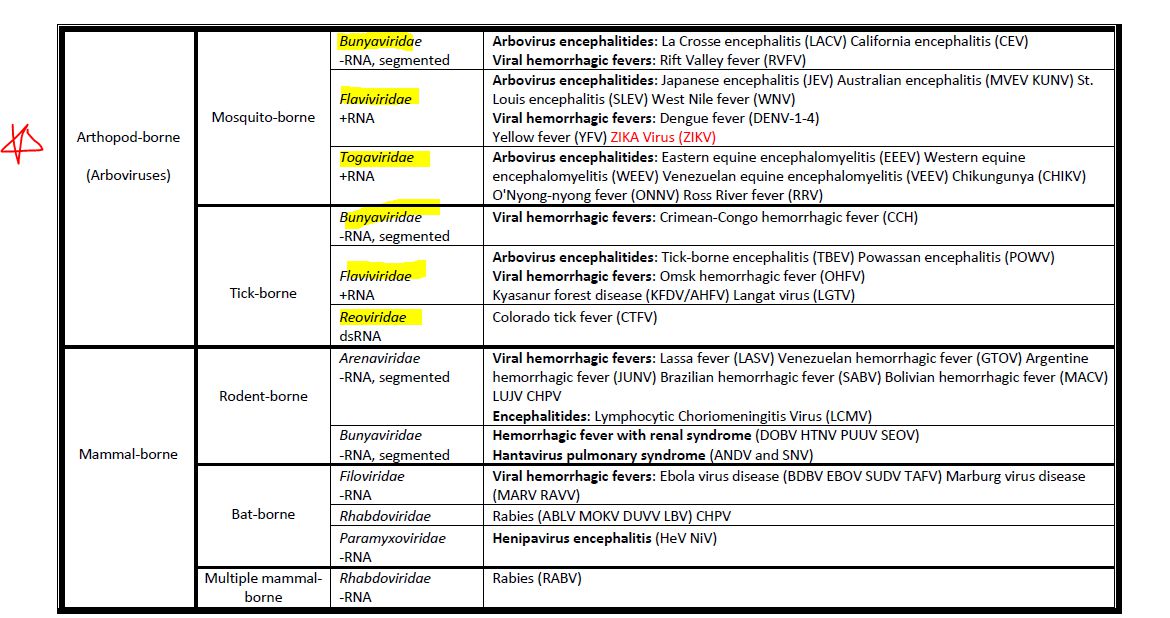 Arthopod-borne
(Arboviruses)
Mosquito-borne
Bunyaviridae
-RNA, segmented
Arbovirus encephalitides: La Crosse encephalitis (LACV) California encephalitis (CEV)
Viral hemorrhagic fevers: Rift Valley fever (RVFV)
Flaviviridae
+RNA
Arbovirus encephalitides: Japanese encephalitis (JEV) Australian encephalitis (MVEV KUNV) St.
Louis encephalitis (SLEV) West Nile fever (WNV)
Viral hemorrhagic fevers: Dengue fever (DENV-1-4)
Yellow fever (YFV) ZIKA Virus (ZIKV)
Togaviridae
+RNA
Arbovirus encephalitides: Eastern equine encephalomyelitis (EEEV) Western equine
encephalomyelitis (WEEV) Venezuelan equine encephalomyelitis (VEEV) Chikungunya (CHIKV)
O'Nyong-nyong fever (ONNV) Ross River fever (RRV)
Tick-borne
Bunyaviridae
-RNA, segmented
Viral hemorrhagic fevers: Crimean-Congo hemorrhagic fever (CCH)
Flaviviridae
+RNA
Arbovirus encephalitides: Tick-borne encephalitis (TBEV) Powassan encephalitis (POWV)
Viral hemorrhagic fevers: Omsk hemorrhagic fever (OHFV)
Kyasanur forest disease (KFDV/AHFV) Langat virus (LGTV)
Reoviridae
dsRNA
Colorado tick fever (CTFV)
Mammal-borne
Rodent-borne
Arenaviridae
-RNA, segmented
Viral hemorrhagic fevers: Lassa fever (LASV) Venezuelan hemorrhagic fever (GTOV) Argentine
hemorrhagic fever (JUNV) Brazilian hemorrhagic fever (SABV) Bolivian hemorrhagic fever (MACV)
LUJV CHPV
Encephalitides: Lymphocytic Choriomeningitis Virus (LCMV)
Bunyaviridae
-RNA, segmented
Hemorrhagic fever with renal syndrome (DOBV HTNV PUUV SEOV)
Hantavirus pulmonary syndrome (ANDV and SNV)
Bat-borne
Filoviridae
-RNA
Viral hemorrhagic fevers: Ebola virus disease (BDBV EBOV SUDV TAFV) Marburg virus disease
(MARV RAVV)
Rhabdoviridae
Rabies (ABLV MOKV DUVV LBV) CHPV
Paramyxoviridae
-RNA
Henipavirus encephalitis (HeV NiV)
Multiple mammal-
borne
Rhabdoviridae
-RNA
Rabies (RABV)